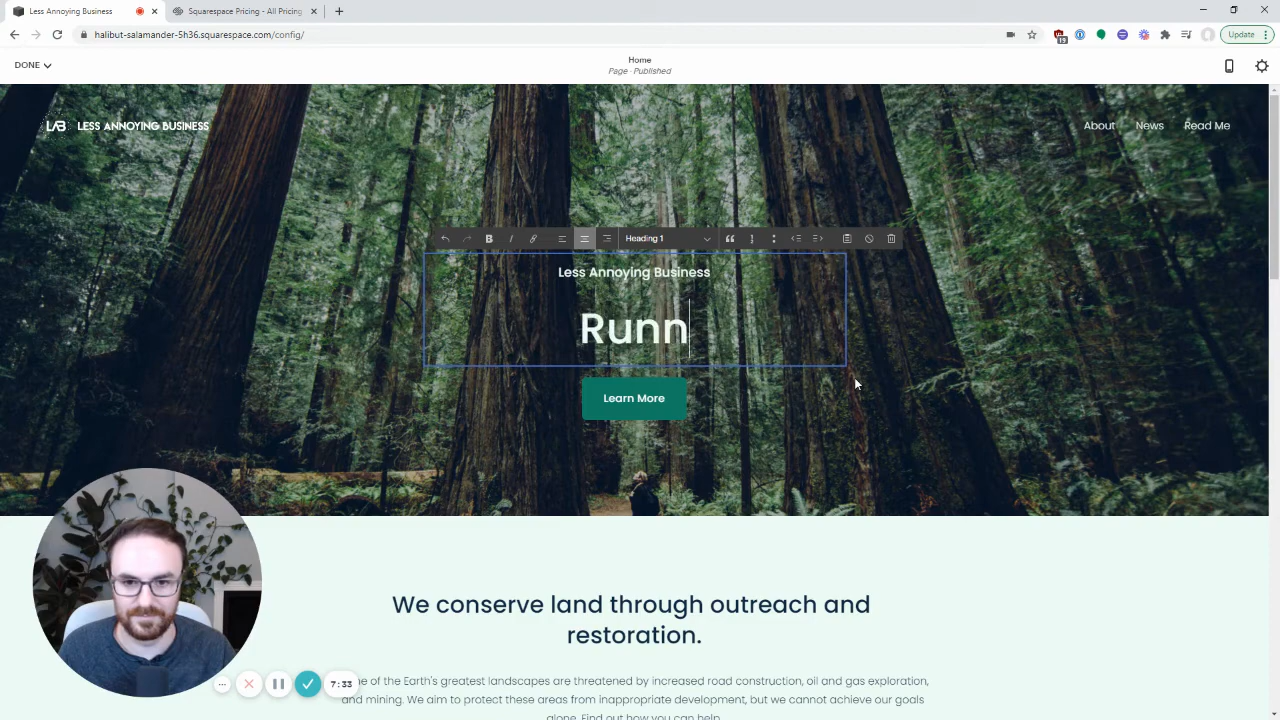 Less Annoying Business
Squarespace Pricing - All Pricing
halibut-salamander-5h36.squarespace.com/config/
19
Update
DONE
Home
Page · Published
LAB LESS ANNOYING BUSINESS
About News Read Me
B I Heading 1
Less Annoying Business
Runn
Learn More
We conserve land through outreach and
restoration.
of the Earth's greatest landscapes are threatened by increased road construction, oil and gas exploration,
and mining. We aim to protect these areas from inappropriate development, but we cannot achieve our goals
alone. Find out how you can help.
7:33